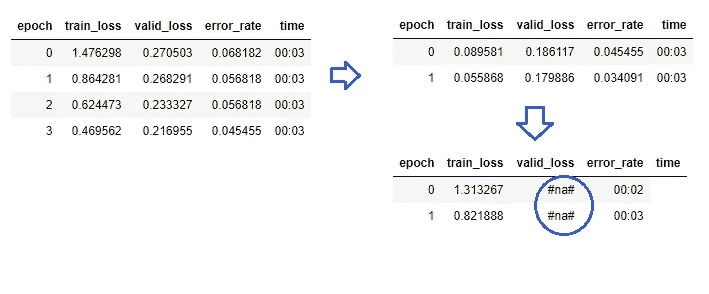 epoch train_loss valid_loss error_rate time
0 1.476298 0.270503 0.068182 00:03
1 0.864281 0.268291 0.056818 00:03
2 0.624473 0.233327 0.056818 00:03
3 0.469562 0.216955 0.045455 00:03
epoch train_loss valid_loss error_rate time
0 0.089581 0.186117 0.045455 00:03
1 0.055868 0.179886 0.034091 00:03
epoch train_loss valid_loss error_rate time
0 1.313267 #na# 00:02
1 0.821888 #na# 00:03